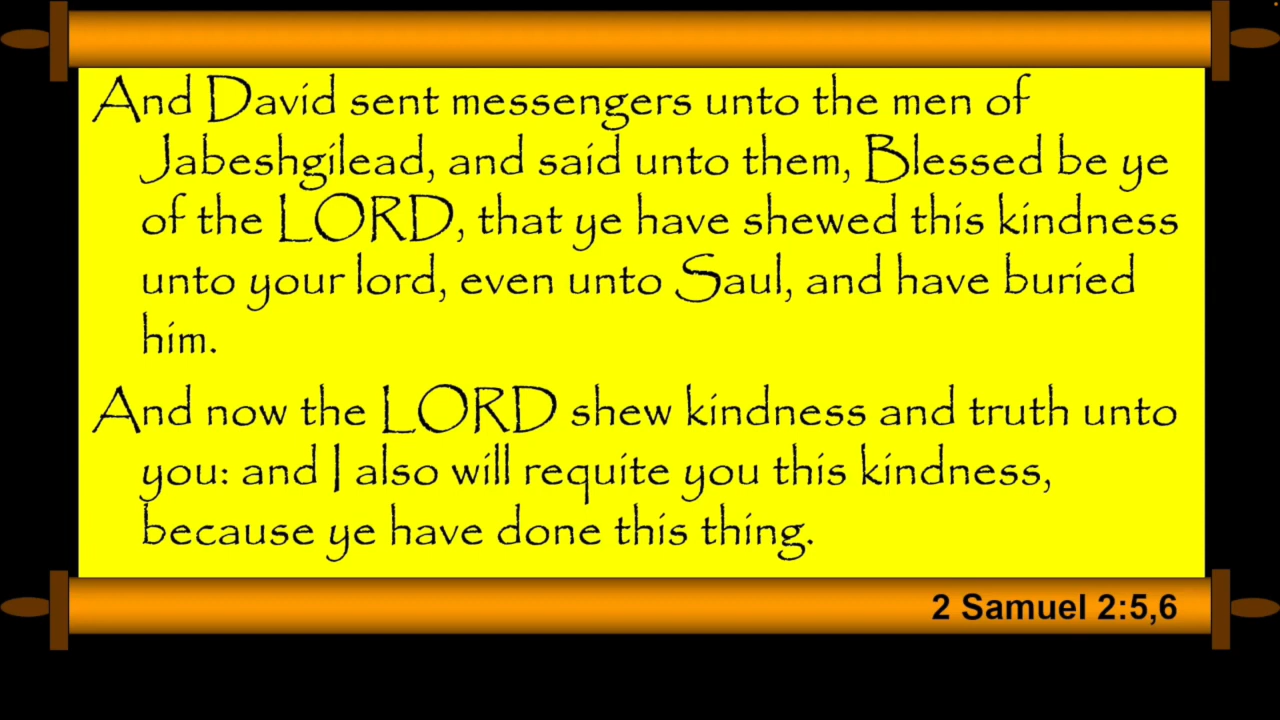 And David sent messengers unto the men of
Jabeshgilead, and said unto them, Blessed be ye
of the LORD, that ye have shewed this kindness
unto your lord, even unto Saul, and have buried
him.
And now the LORD shew kindness and truth unto
you: and I also will requite you this kindness,
because ye have done this thing.
2 Samuel 2:5,6